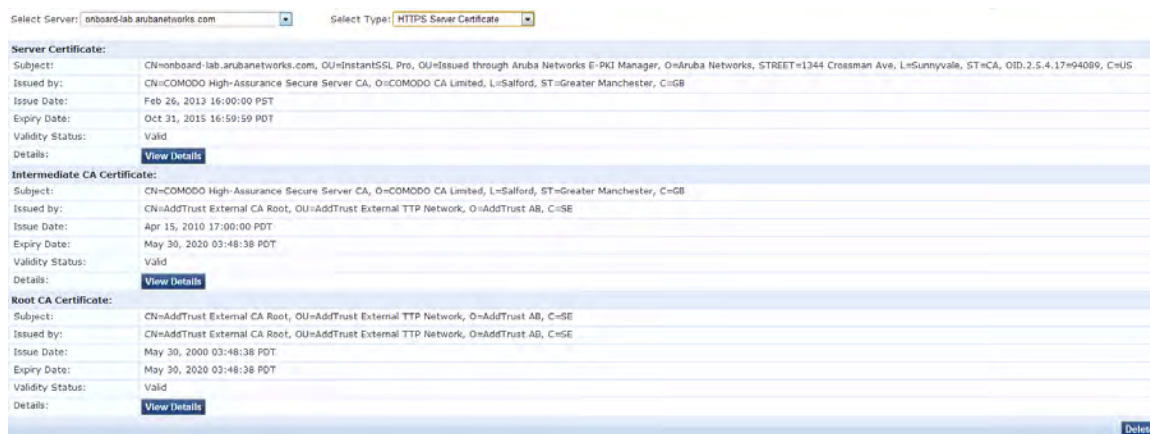 Select Server: onboard-lab.arubanetworks.com Select Type: HTTPS Server Certificate
Server Certificate:
Subject: CN=onboard-lab.arubanetworks.com, OU=InstantSSL Pro, OU=Issued through Aruba Networks E-PKI Manager, O=Aruba Networks, STREET=1344 Crossman Ave, L=Sunnyvale, ST=CA, OID.2.5.4.17=94089, C=US
Issued by: CN=COMODO High-Assurance Secure Server CA, O=COMODO CA Limited, L=Salford, ST=Greater Manchester, C=GB
Issue Date: Feb 26, 2013 16:00:00 PST
Expiry Date: Oct 31, 2015 16:59:59 PDT
Validity Status: Valid
Details: View Details
Intermediate CA Certificate:
Subject: CN=COMODO High-Assurance Secure Server CA, O=COMODO CA Limited, L=Salford, ST=Greater Manchester, C=GB
Issued by: CN=AddTrust External CA Root, OU=AddTrust External TTP Network, O=AddTrust AB, C=SE
Issue Date: Apr 15, 2010 17:00:00 PDT
Expiry Date: May 30, 2020 03:48:38 PDT
Validity Status: Valid
Details: View Details
Root CA Certificate:
Subject: CN=AddTrust External CA Root, OU=AddTrust External TTP Network, O=AddTrust AB, C=SE
Issued by: CN=AddTrust External CA Root, OU=AddTrust External TTP Network, O=AddTrust AB, C=SE
Issue Date: May 30, 2000 03:48:38 PDT
Expiry Date: May 30, 2020 03:48:38 PDT
Validity Status: Valid
Details: View Details
Delete